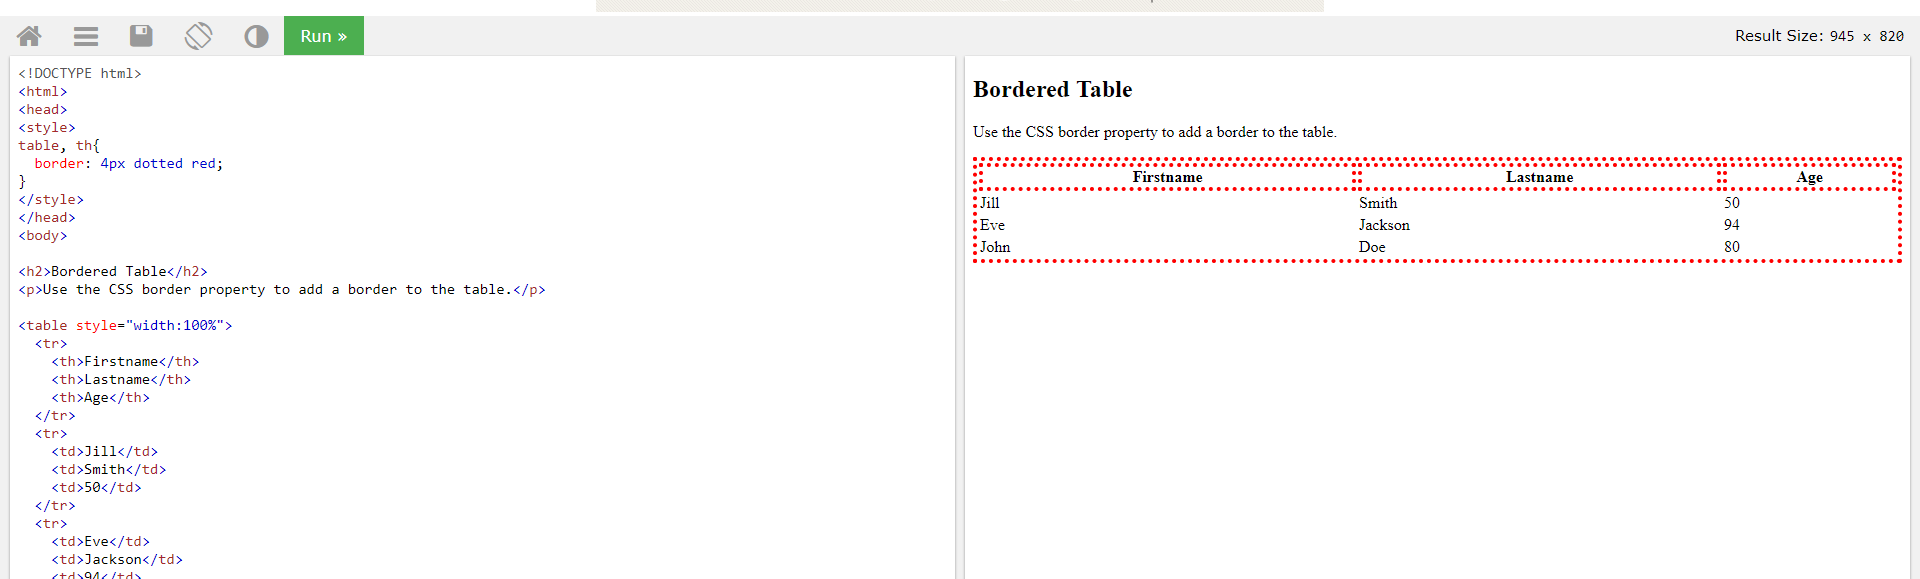 Run »
Result Size: 945 x 820
<!DOCTYPE html>
<html>
<head>
<style>
table, th{
  border: 4px dotted red;
}
</style>
</head>
<body>
<h2>Bordered Table</h2>
<p>Use the CSS border property to add a border to the table.</p>
<table style="width:100%">
  <tr>
    <th>Firstname</th>
    <th>Lastname</th>
    <th>Age</th>
  </tr>
  <tr>
    <td>Jill</td>
    <td>Smith</td>
    <td>50</td>
  </tr>
  <tr>
    <td>Eve</td>
    <td>Jackson</td>
    <td>94</td>
Bordered Table
Use the CSS border property to add a border to the table.
Firstname Lastname Age
Jill Smith 50
Eve Jackson 94
John Doe 80